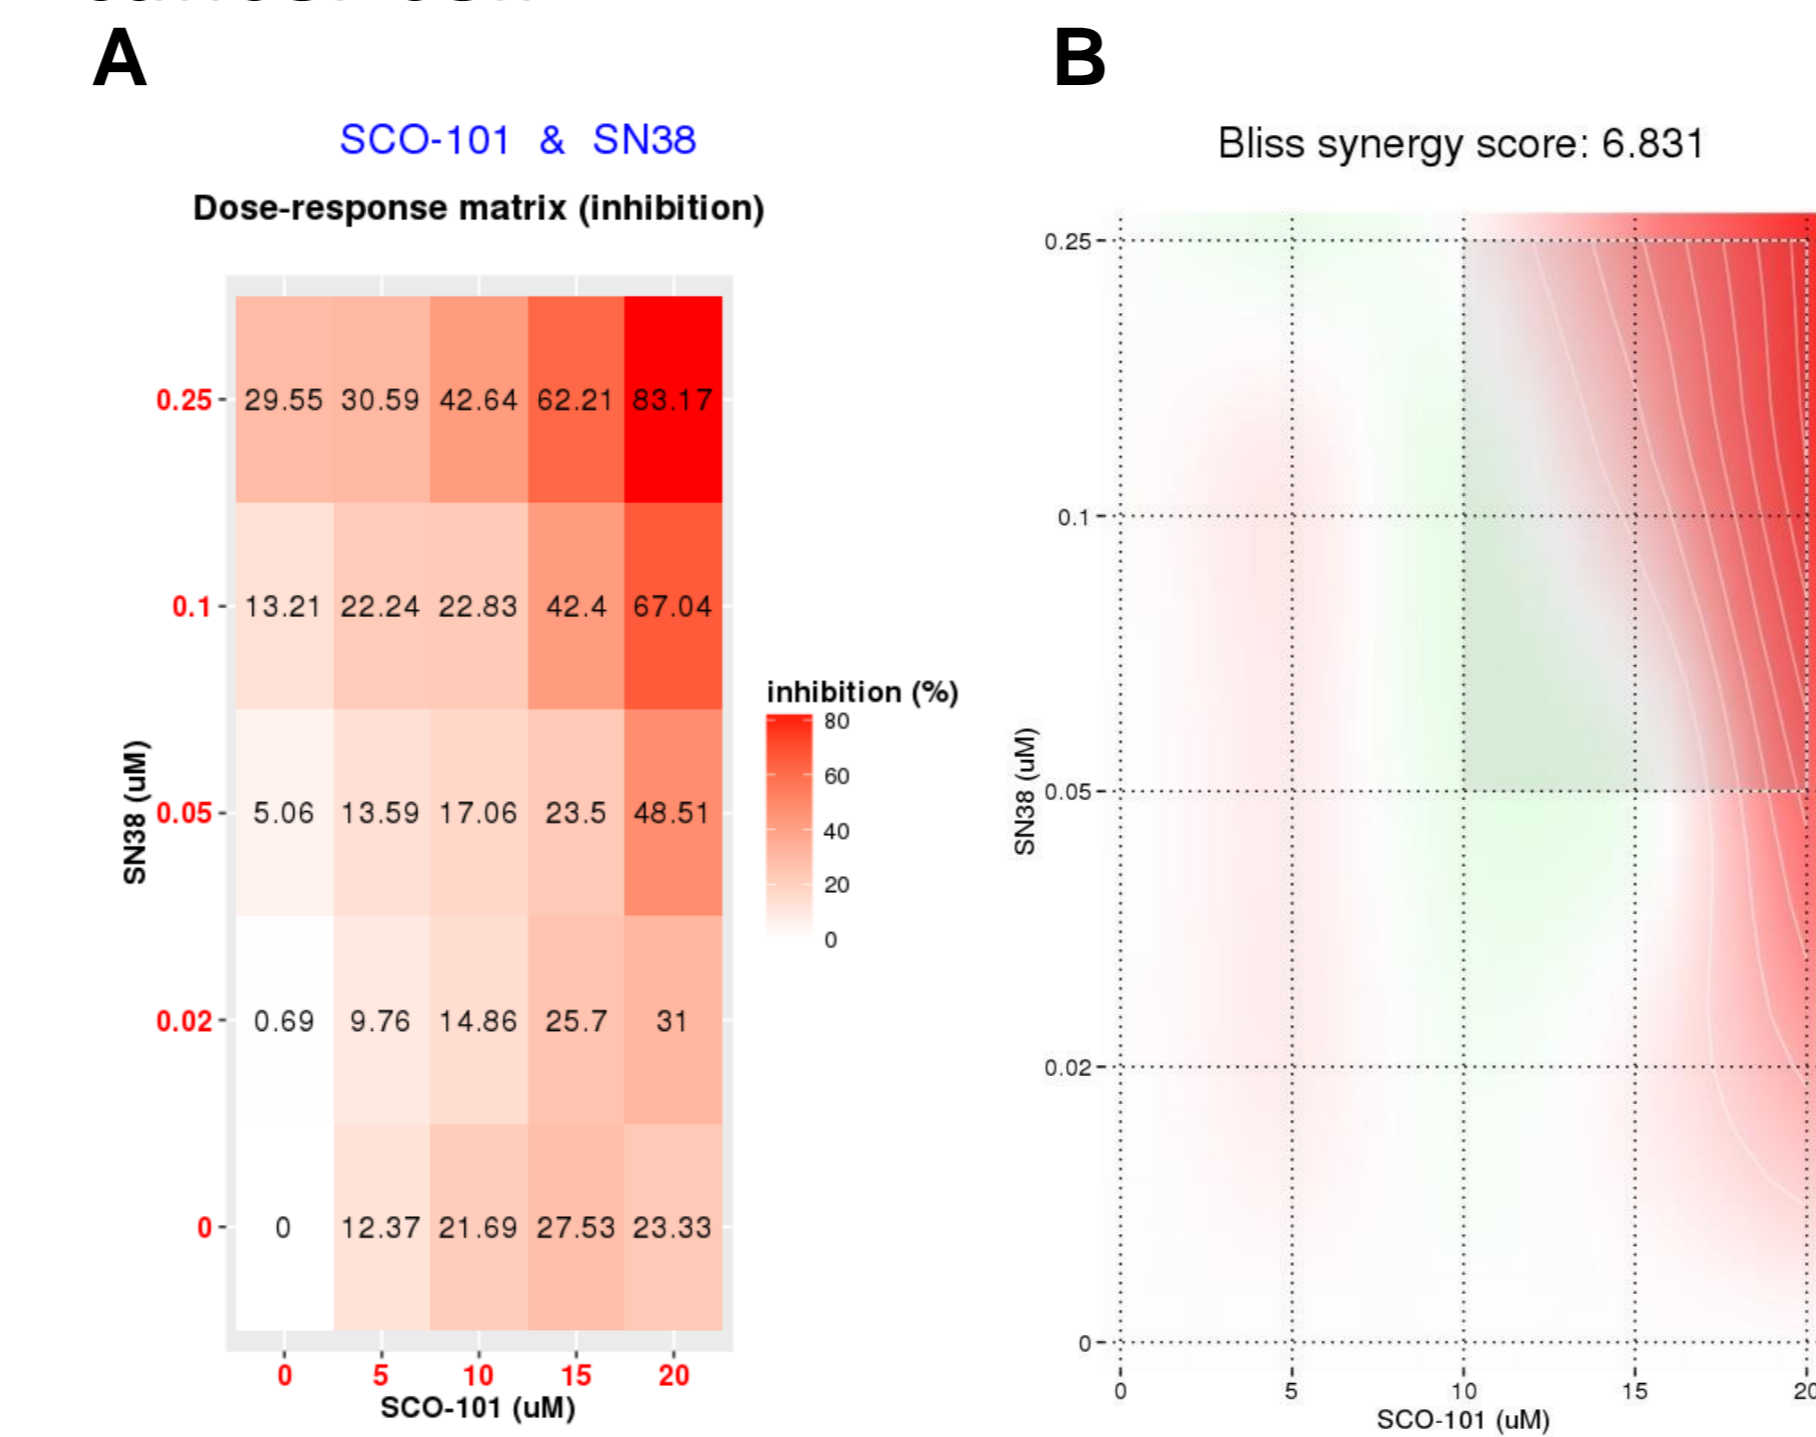 A
B
SCO-101 & SN38
Dose-response matrix (inhibition)
0.25
29.55 30.59 42.64 62.21 83.17
0.1
13.21 22.24 22.83 42.4 67.04
0.05
5.06 13.59 17.06 23.5 48.51
0.02
0.69 9.76 14.86 25.7 31
0
0 12.37 21.69 27.53 23.33
0 5 10 15 20
SCO-101 (uM)
SN38 (uM)
inhibition (%)
80
60
40
20
0
Bliss synergy score: 6.831
0.25
0.1
0.05
0.02
0
0 5 10 15 20
SCO-101 (uM)
SN38 (uM)